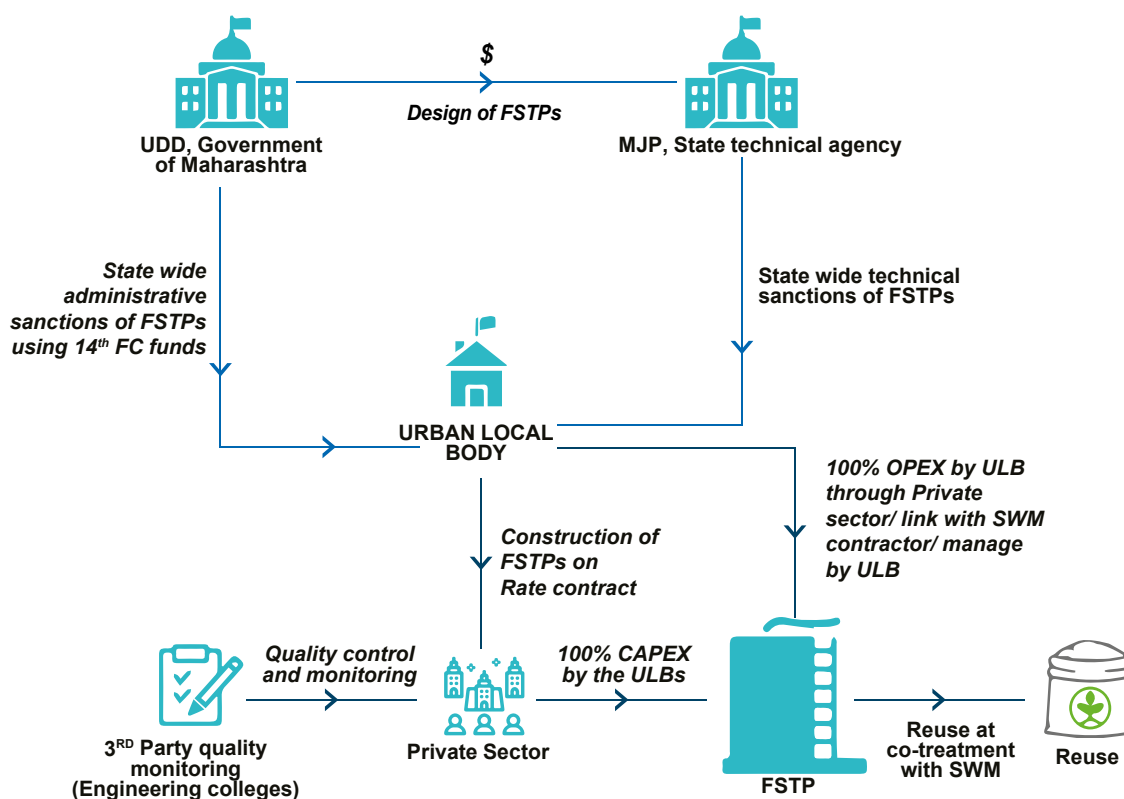 $
Design of FSTPs
UDD, Government
of Maharashtra
MJP, State technical agency
State wide
administrative
sanctions of FSTPs
using 14th FC funds
State wide technical
sanctions of FSTPs
URBAN LOCAL
BODY
100% OPEX by ULB
through Private
sector/ link with SWM
contractor/ manage
by ULB
Construction of
FSTPs on
Rate contract
Quality control
and monitoring
100% CAPEX
by the ULBs
3RD Party quality
monitoring
(Engineering colleges)
Private Sector
FSTP
Reuse at
co-treatment
with SWM
Reuse